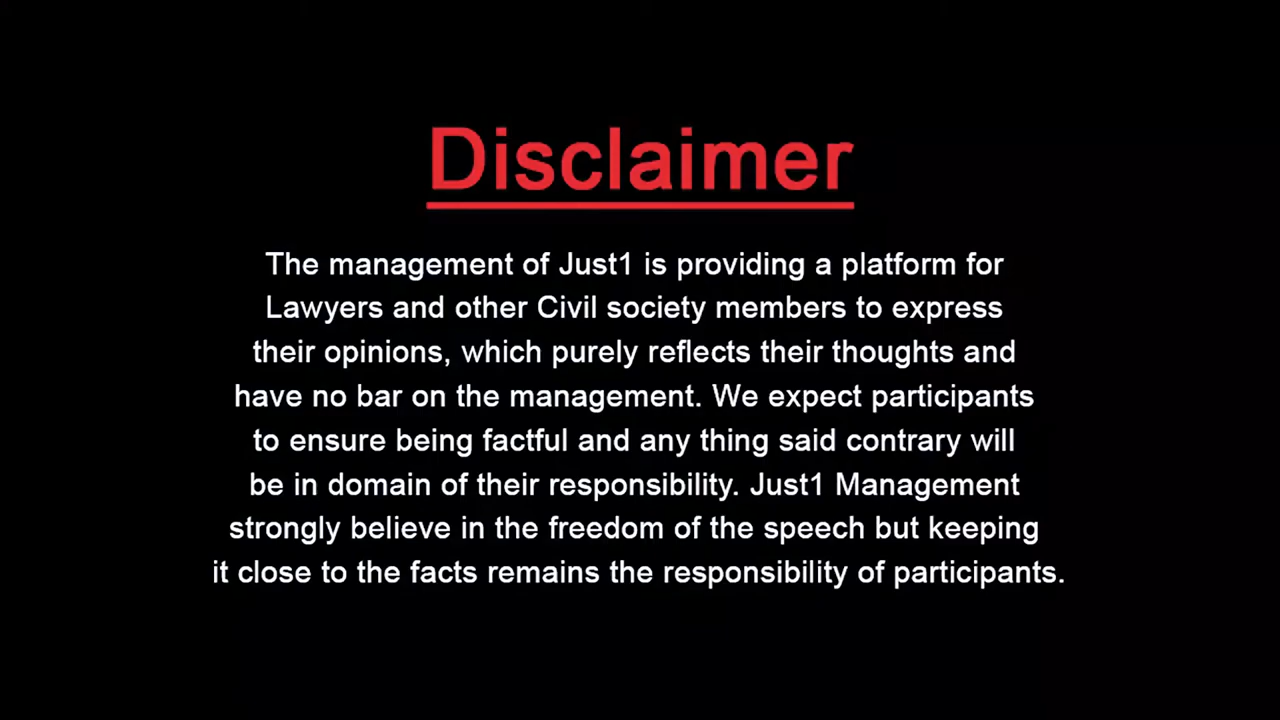 Disclaimer
The management of Just1 is providing a platform for
Lawyers and other Civil society members to express
their opinions, which purely reflects their thoughts and
have no bar on the management. We expect participants
to ensure being factful and any thing said contrary will
be in domain of their responsibility. Just1 Management
strongly believe in the freedom of the speech but keeping
it close to the facts remains the responsibility of participants.